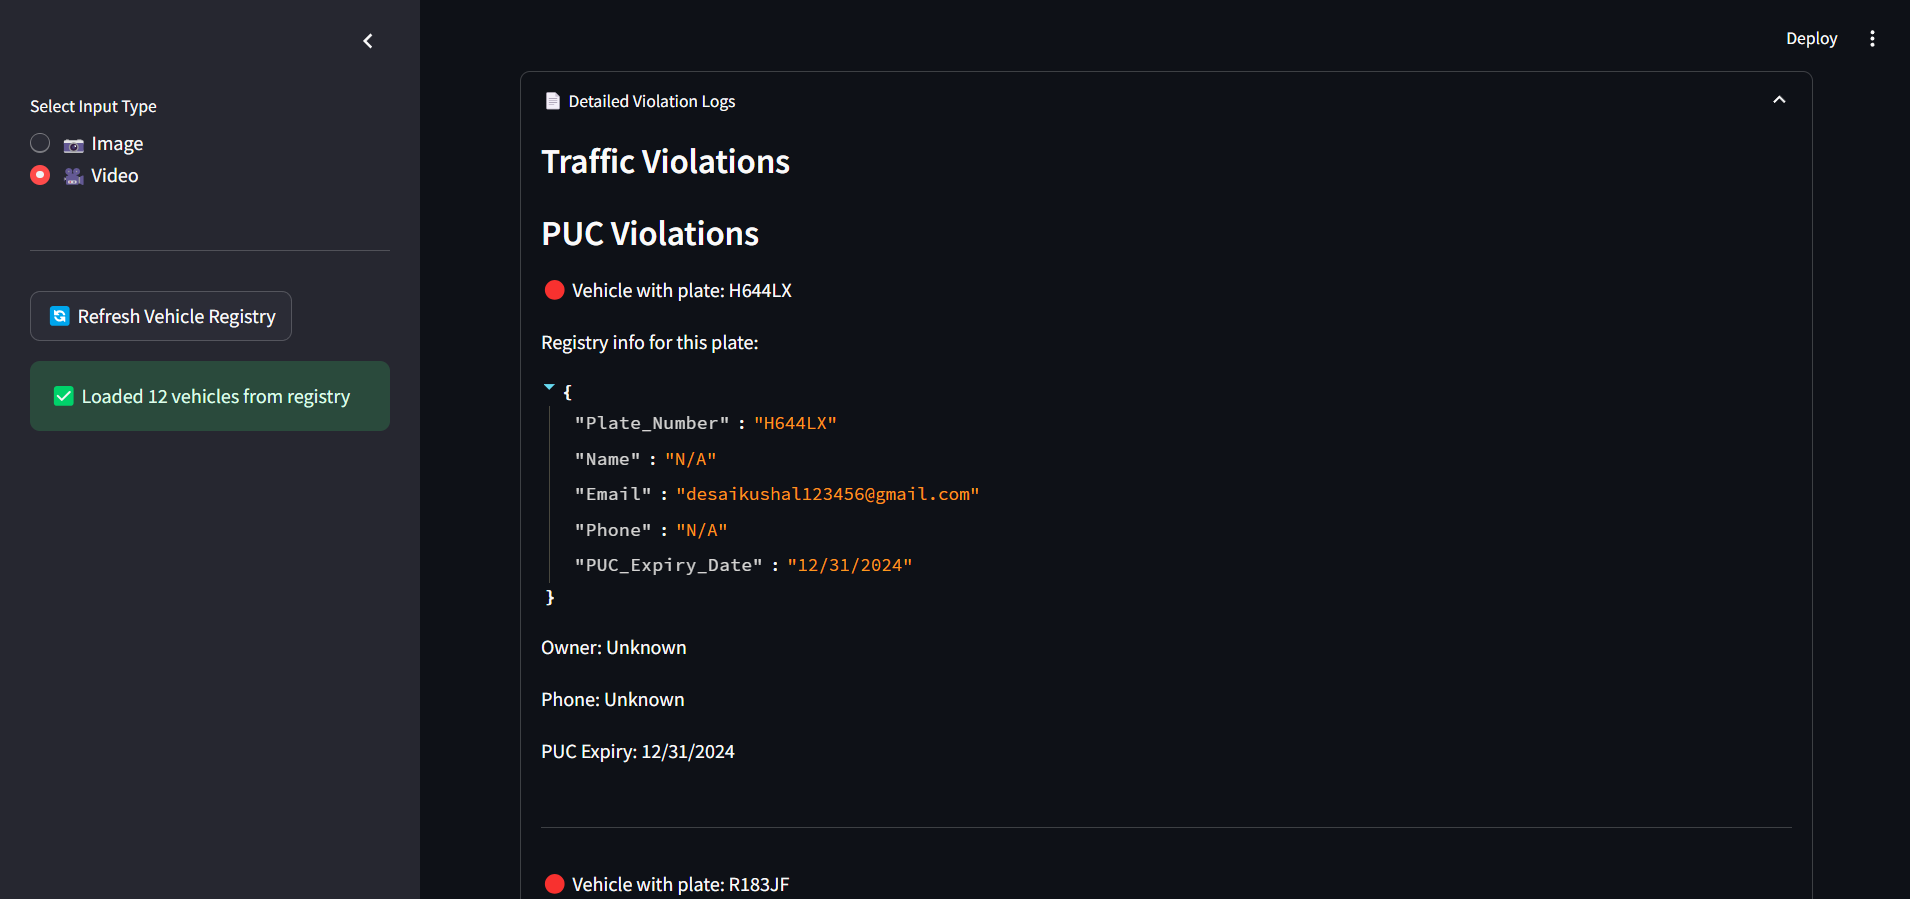 Deploy
Select Input Type
Image
Video
Refresh Vehicle Registry
Loaded 12 vehicles from registry
Detailed Violation Logs
Traffic Violations
PUC Violations
Vehicle with plate: H644LX
Registry info for this plate:
{
"Plate_Number" : "H644LX"
"Name" : "N/A"
"Email" : "desaikushal123456@gmail.com"
"Phone" : "N/A"
"PUC_Expiry_Date" : "12/31/2024"
}
Owner: Unknown
Phone: Unknown
PUC Expiry: 12/31/2024
Vehicle with plate: R183JF